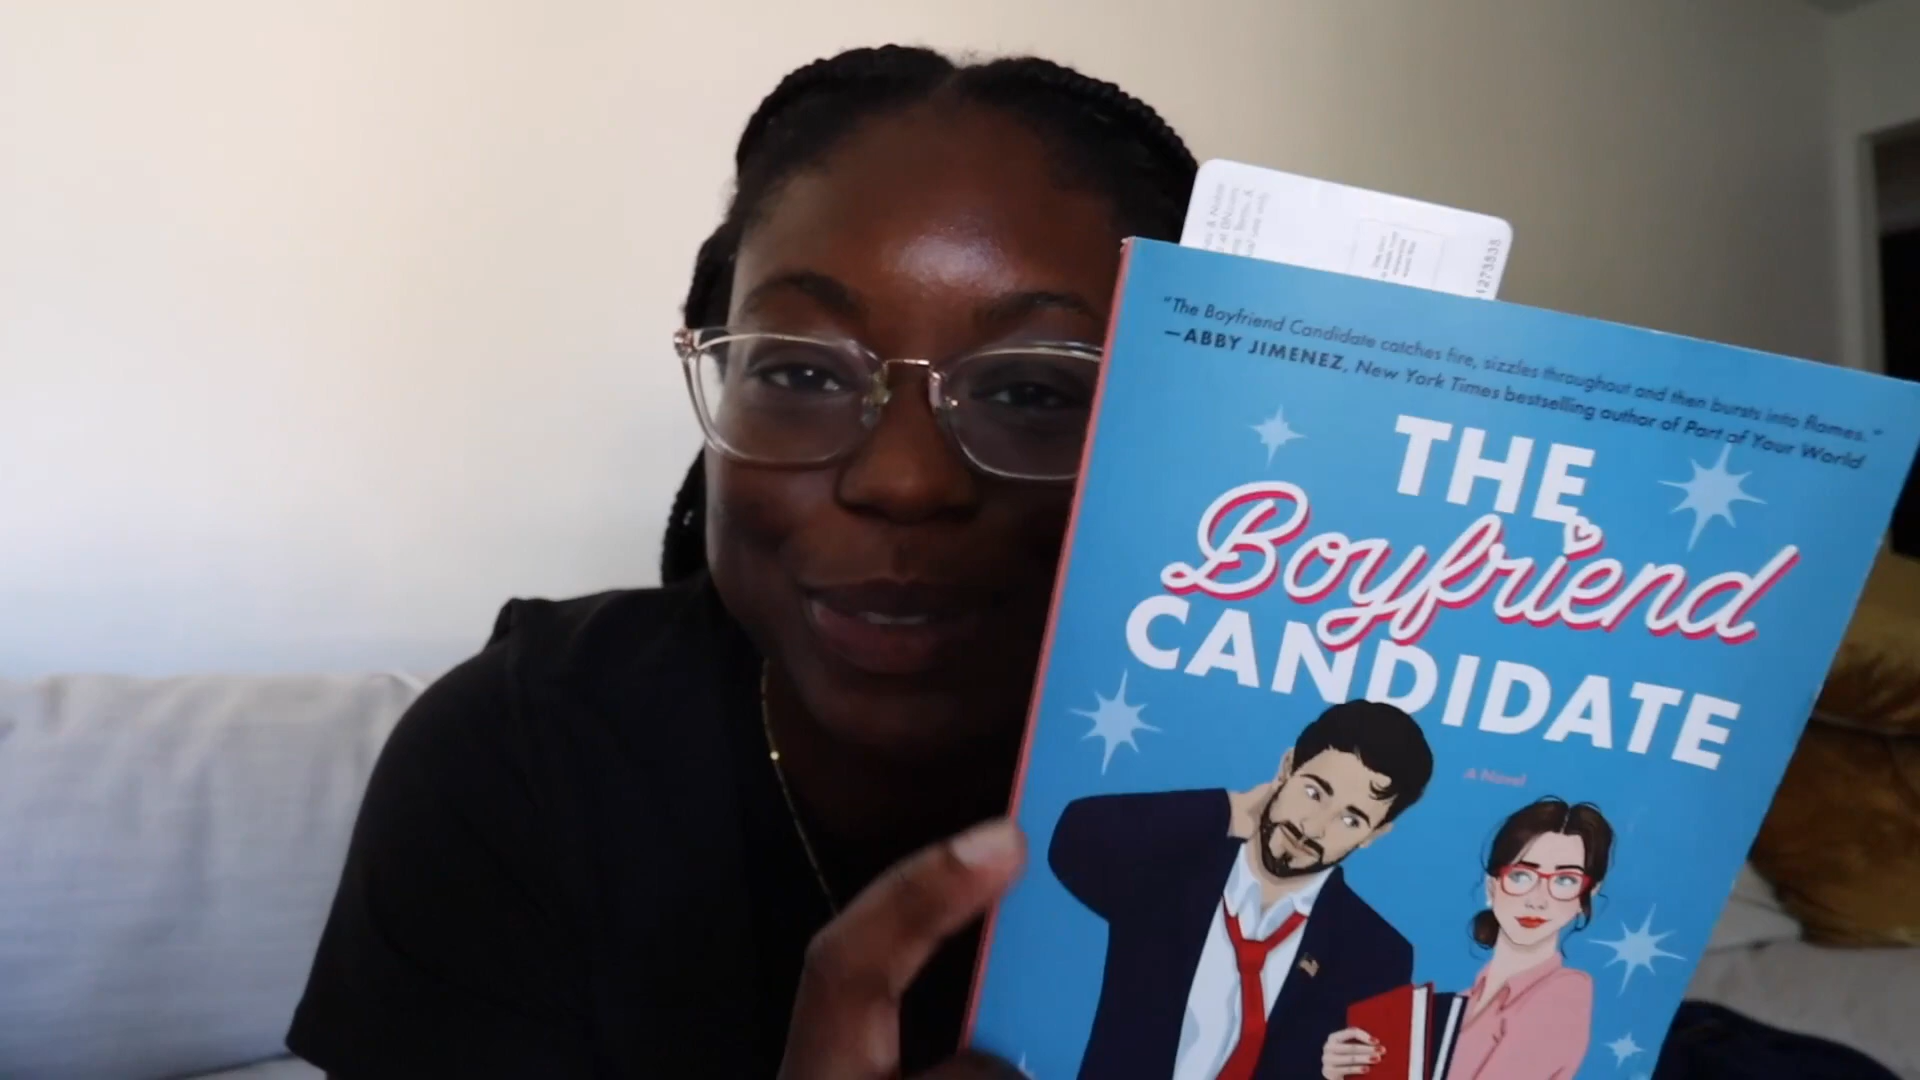 "The Boyfriend Candidate catches fire, sizzles throughout and then bursts into flames."
—ABBY JIMENEZ, New York Times bestselling author of Part of Your World
THE
Boyfriend
CANDIDATE
A Novel